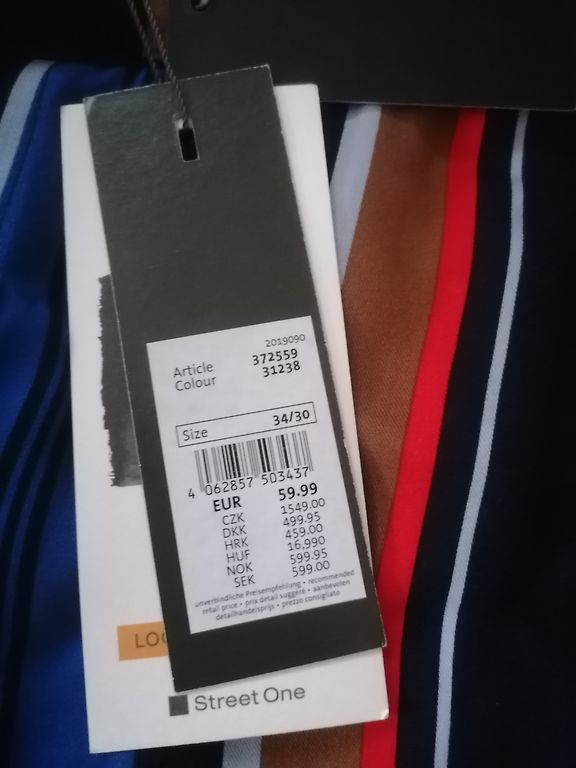 2019090
Article 372559
Colour 31238
Size 34/30
4 062857 503437
EUR 59.99
CZK 1549.00
DKK 499.95
HRK 459.00
HUF 16,990
NOK 599.95
SEK 599.00
unverbindliche Preisempfehlung • recommended
retail price • prix detail suggéré • aanbevolen
detailhandelsprijs • prezzo consigliato
Street One